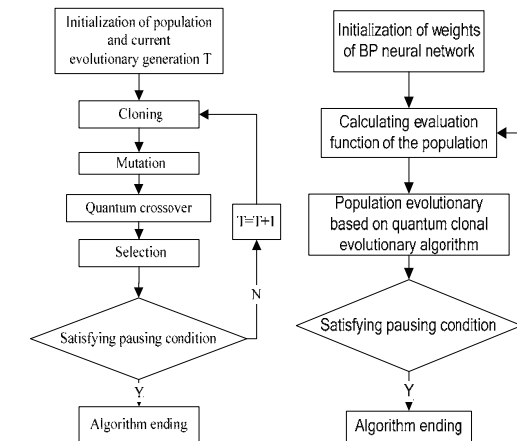 Initialization of population
and current
evolutionary generation T
Cloning
Mutation
Quantum crossover
Selection
T=T+1
N
Satisfying pausing condition
Y
Algorithm ending
Initialization of weights
of BP neural network
Calculating evaluation
function of the population
Population evolutionary
based on quantum clonal
evolutionary algorithm
Satisfying pausing condition
Y
Algorithm ending